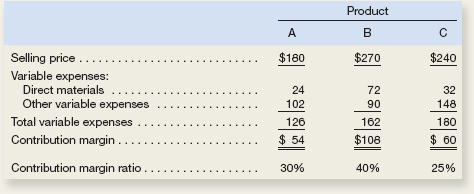 Product
A B C
Selling price . . . . . . . . . . . . . . . . . . . . . . . . . . . . $180 $270 $240
Variable expenses:
Direct materials . . . . . . . . . . . . . . . . . . . . . . . 24 72 32
Other variable expenses . . . . . . . . . . . . . . . 102 90 148
Total variable expenses . . . . . . . . . . . . . . . . . . . 126 162 180
Contribution margin . . . . . . . . . . . . . . . . . . . . . . $ 54 $108 $ 60
Contribution margin ratio . . . . . . . . . . . . . . . . . . 30% 40% 25%